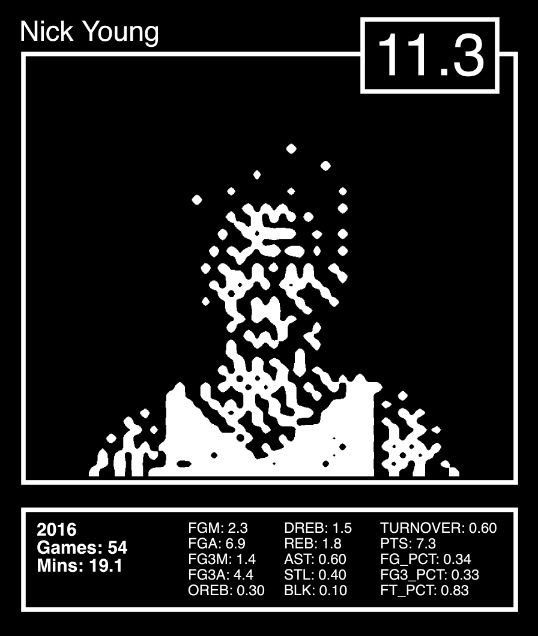 Nick Young
11.3
2016
Games: 54
Mins: 19.1
FGM: 2.3
FGA: 6.9
FG3M: 1.4
FG3A: 4.4
OREB: 0.30
DREB: 1.5
REB: 1.8
AST: 0.60
STL: 0.40
BLK: 0.10
TURNOVER: 0.60
PTS: 7.3
FG_PCT: 0.34
FG3_PCT: 0.33
FT_PCT: 0.83